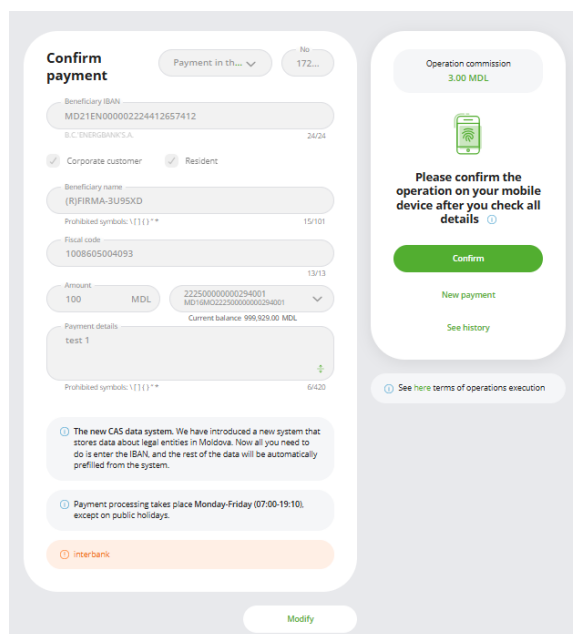 Confirm
payment
Payment in th...
No
172...
Beneficiary IBAN
MD21EN000002224412657412
B.C.'ENERGBANK'S.A.
24/24
Corporate customer
Resident
Beneficiary name
(R)FIRMA-3U9SXD
Prohibited symbols: \ [ ] { } " *
15/101
Fiscal code
1008605004093
13/13
Amount
100 MDL
222500000000294001
MD16MO222500000000294001
Current balance 999,929.00 MDL
Payment details
test 1
Prohibited symbols: \ [ ] { } " *
6/420
The new CAS data system. We have introduced a new system that
stores data about legal entities in Moldova. Now all you need to
do is enter the IBAN, and the rest of the data will be automatically
prefilled from the system.
Payment processing takes place Monday-Friday (07:00-19:10),
except on public holidays.
interbank
Modify
Operation commission
3.00 MDL
Please confirm the
operation on your mobile
device after you check all
details
Confirm
New payment
See history
See here terms of operations execution